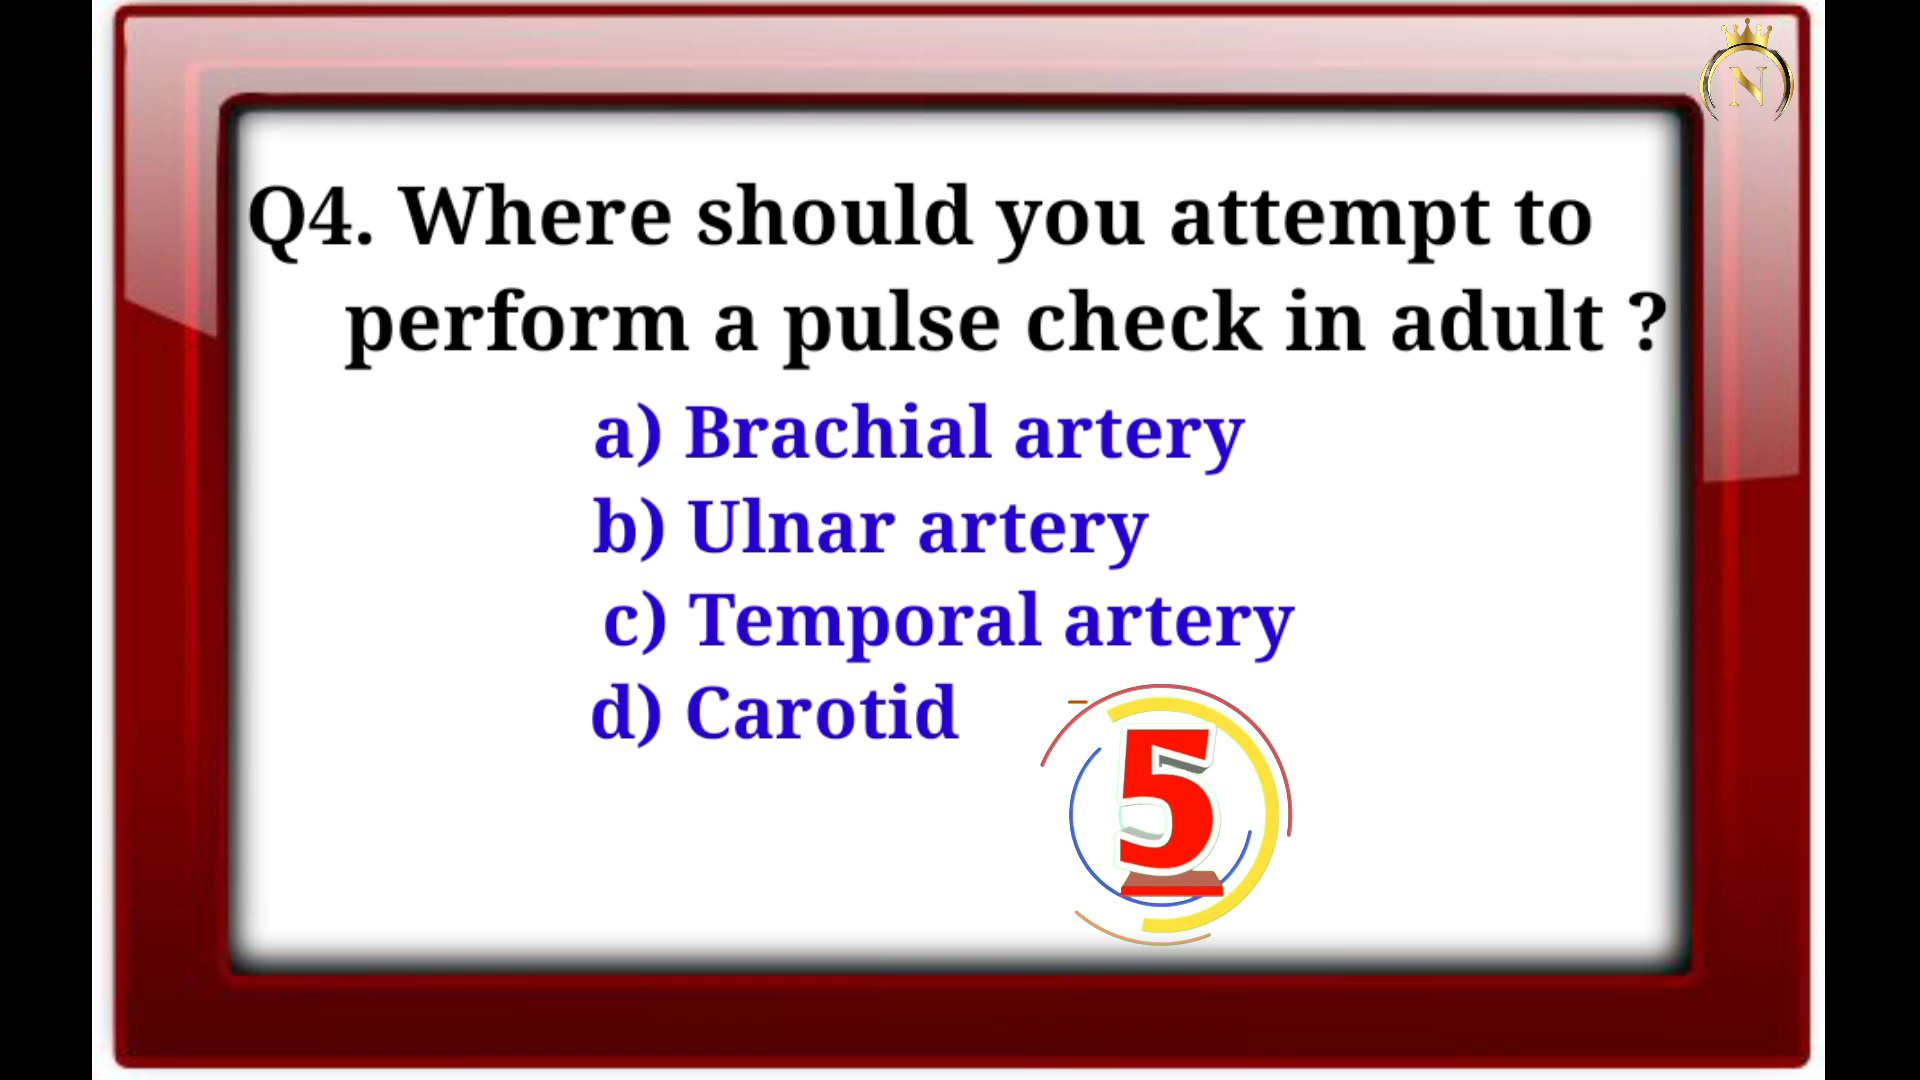 N
Q4. Where should you attempt to
perform a pulse check in adult ?
a) Brachial artery
b) Ulnar artery
c) Temporal artery
d) Carotid
5